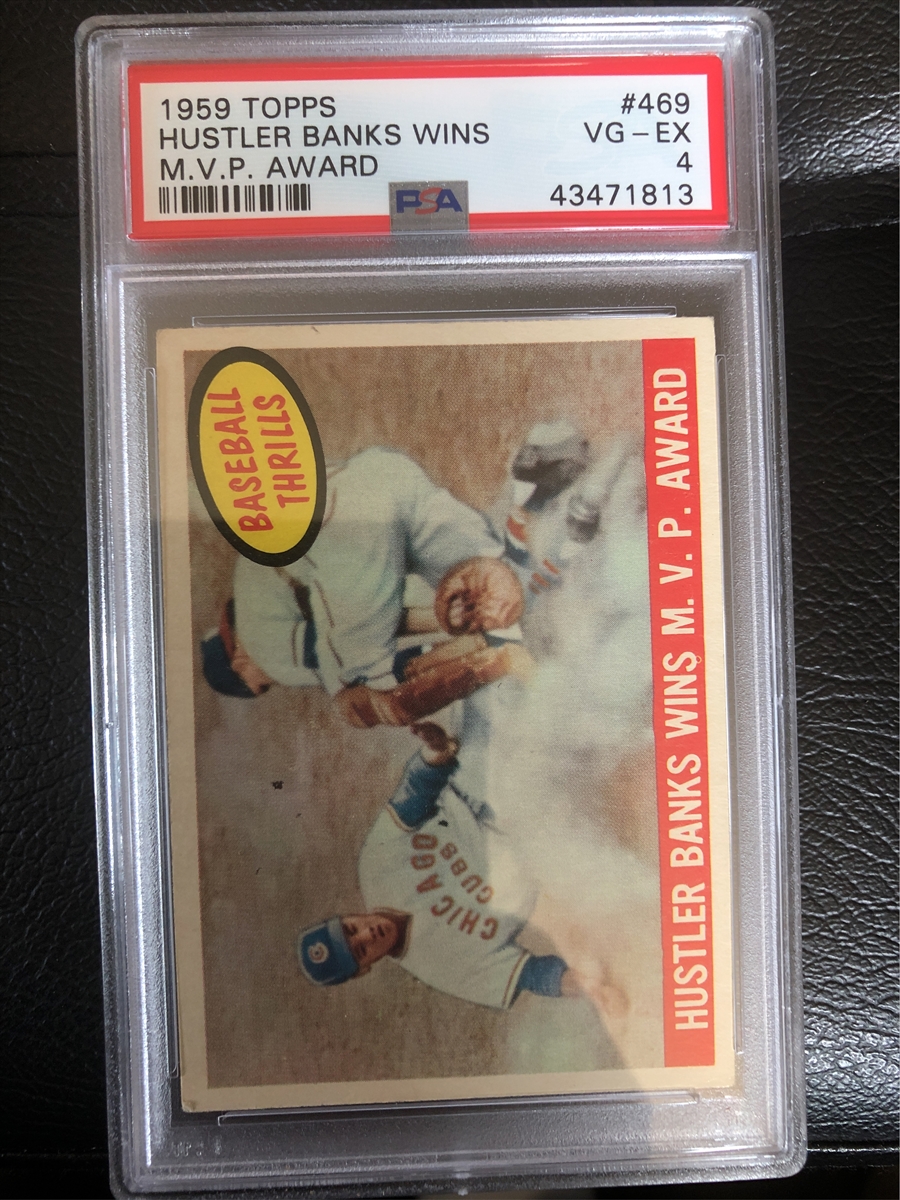 1959 TOPPS #469
HUSTLER BANKS WINS VG-EX
M.V.P. AWARD 4
PSA 43471813
BASEBALL
THRILLS
CHICAGO
CUBS
HUSTLER BANKS WINS M. V. P. AWARD